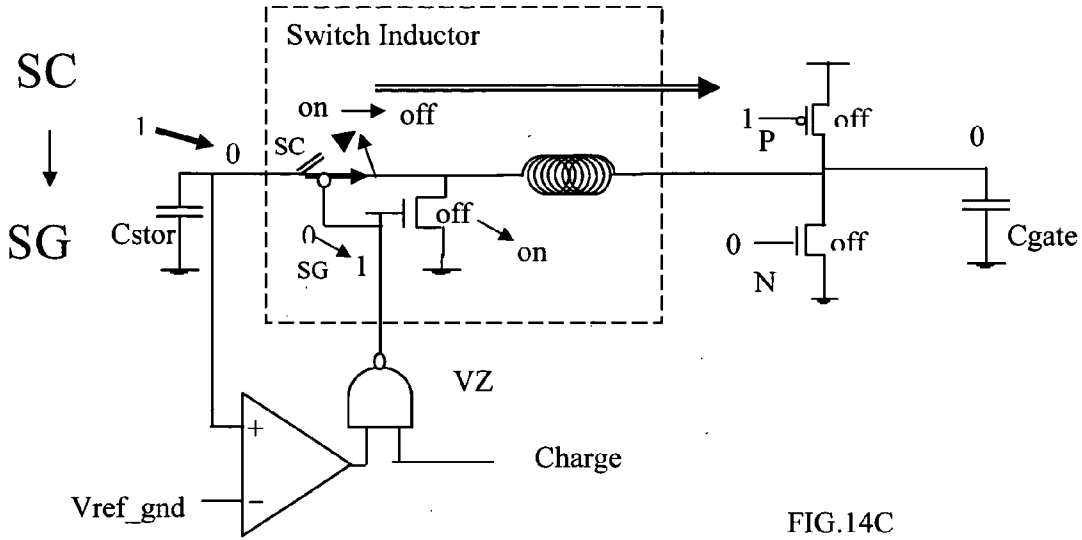 Switch Inductor
SC
on off
1
0
SC
1 P off
0
Cstor
off
on
0
SG 1
SG
0 off
N
Cgate
VZ
+
Charge
Vref_gnd
−
FIG.14C